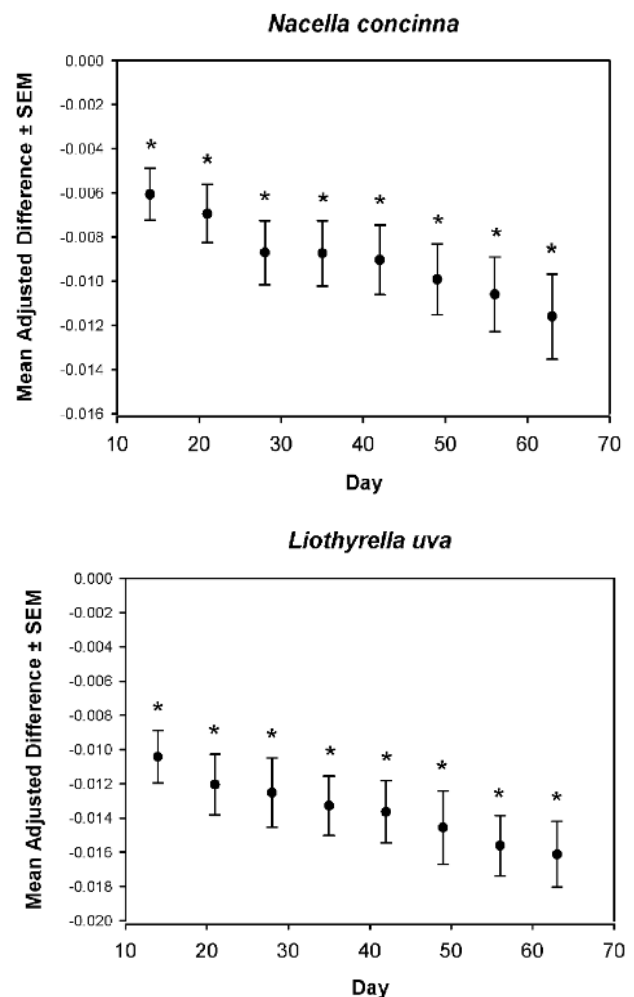 Nacella concinna
Mean Adjusted Difference ± SEM
0.000
-0.002
-0.004
-0.006
-0.008
-0.010
-0.012
-0.014
-0.016
* * * * * * * *
10 20 30 40 50 60 70
Day
Liothyrella uva
Mean Adjusted Difference ± SEM
0.000
-0.002
-0.004
-0.006
-0.008
-0.010
-0.012
-0.014
-0.016
-0.018
-0.020
* * * * * * * *
10 20 30 40 50 60 70
Day